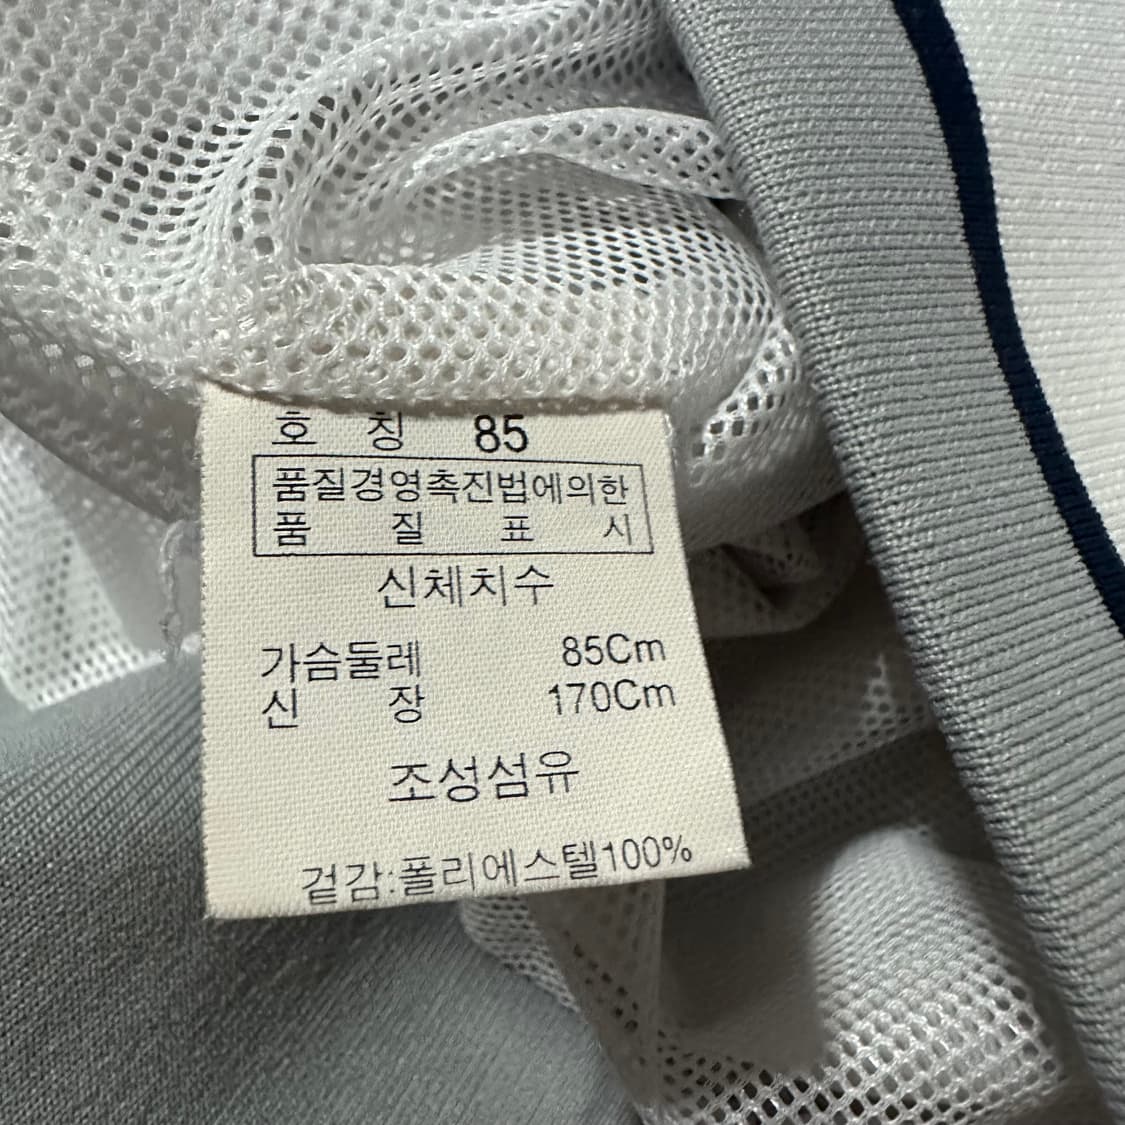 호 칭 85
품질경영촉진법에의한
품 질 표 시
신체치수
가슴둘레 85Cm
신 장 170Cm
조성섬유
겉감:폴리에스텔100%